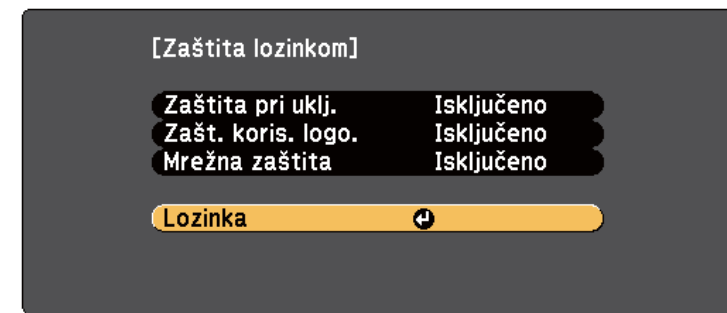 [Zaštita lozinkom]
Zaštita pri uklj. Isključeno
Zašt. koris. logo. Isključeno
Mrežna zaštita Isključeno
Lozinka